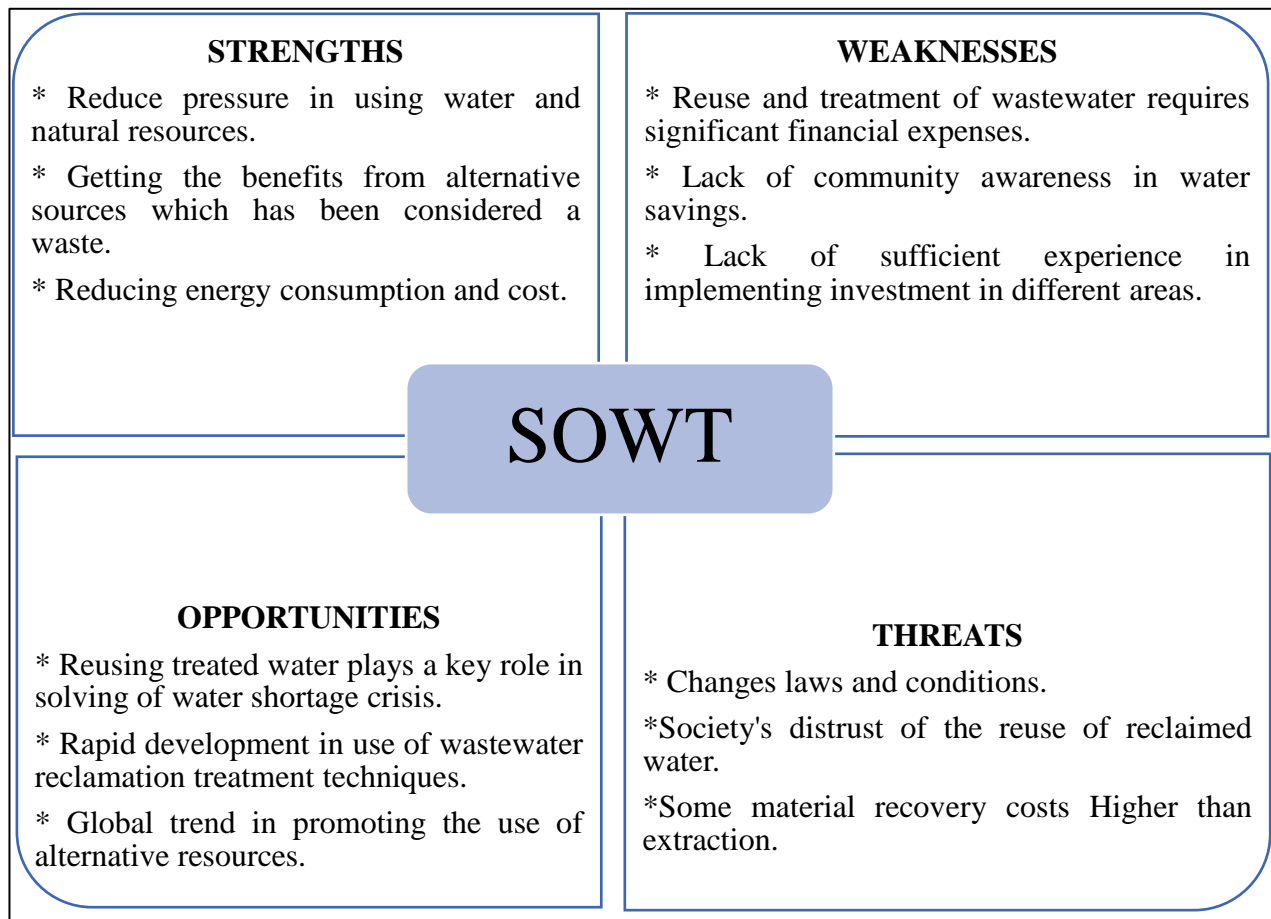 STRENGTHS
* Reduce pressure in using water and
natural resources.
* Getting the benefits from alternative
sources which has been considered a
waste.
* Reducing energy consumption and cost.
WEAKNESSES
* Reuse and treatment of wastewater requires
significant financial expenses.
* Lack of community awareness in water
savings.
* Lack of sufficient experience in
implementing investment in different areas.
SOWT
OPPORTUNITIES
* Reusing treated water plays a key role in
solving of water shortage crisis.
* Rapid development in use of wastewater
reclamation treatment techniques.
* Global trend in promoting the use of
alternative resources.
THREATS
* Changes laws and conditions.
*Society's distrust of the reuse of reclaimed
water.
*Some material recovery costs Higher than
extraction.